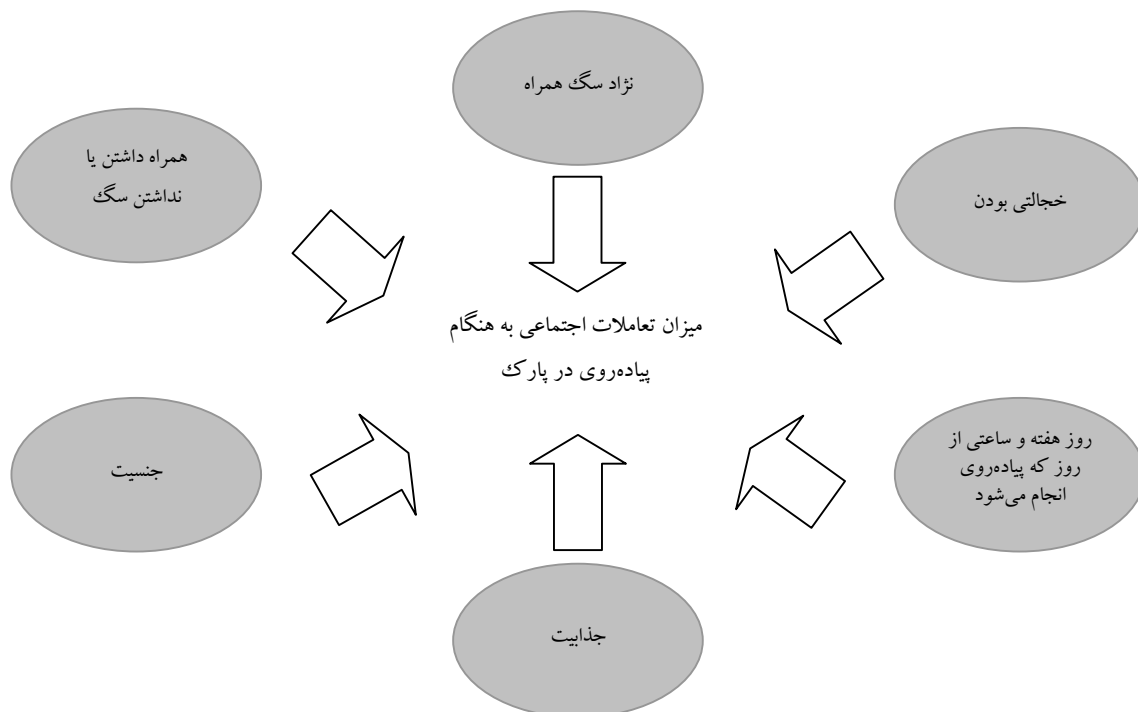 نژاد سگ همراه
همراه داشتن یا
نداشتن سگ
خجالتی بودن
میزان تعاملات اجتماعی به هنگام
پیاده‌روی در پارک
جنسیت
روز هفته و ساعتی از
روز که پیاده‌روی
انجام می‌شود
جذابیت